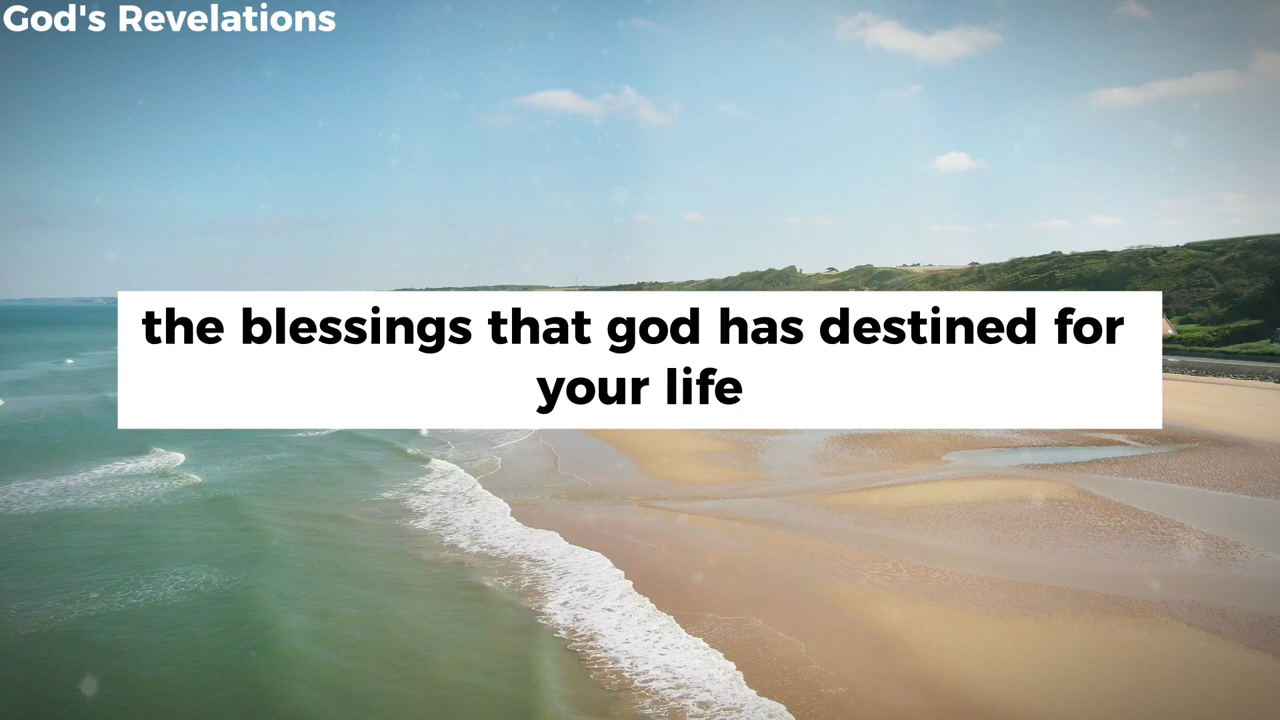 God's Revelations
the blessings that god has destined for
your life